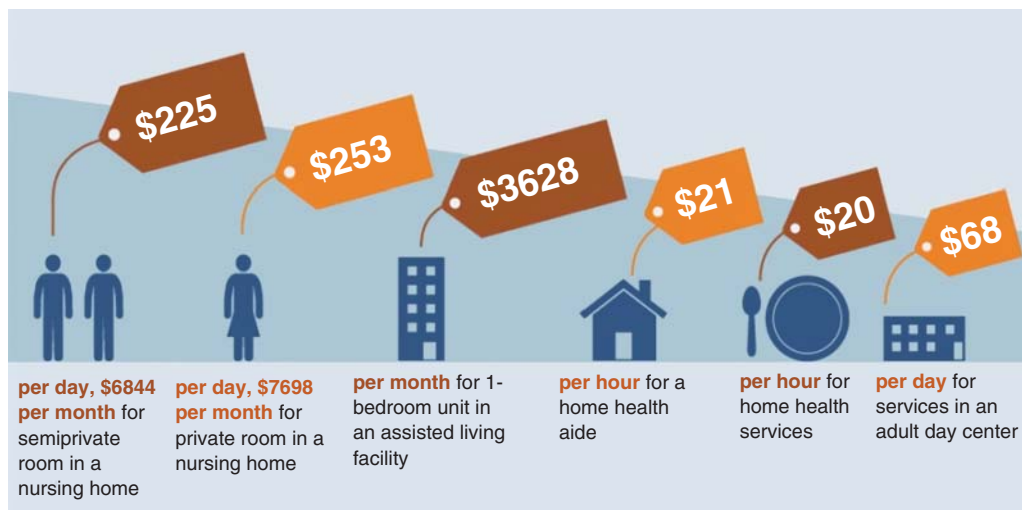 $225
$253
$3628
$21
$20
$68
per day, $6844
per month for
semiprivate
room in a
nursing home
per day, $7698
per month for
private room in a
nursing home
per month for 1-
bedroom unit in
an assisted living
facility
per hour for a
home health
aide
per hour for
home health
services
per day for
services in an
adult day center